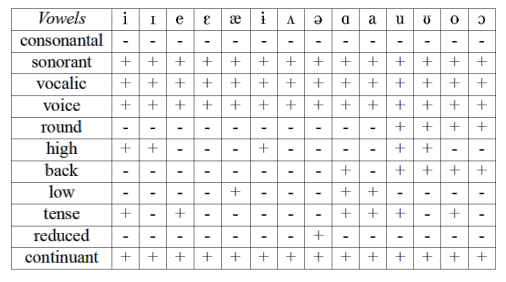 Vowels i ɪ e ɛ æ ɨ ʌ ə ɑ a u ʊ o ɔ
consonantal - - - - - - - - - - - - - -
sonorant + + + + + + + + + + + + + +
vocalic + + + + + + + + + + + + + +
voice + + + + + + + + + + + + + +
round - - - - - - - - - - + + + +
high + + - - - + - - - - + + - -
back - - - - - - - - + - + + + +
low - - - - + - - - + + - - - -
tense + - + - - - - - + + + - + -
reduced - - - - - - - + - - - - - -
continuant + + + + + + + + + + + + + +